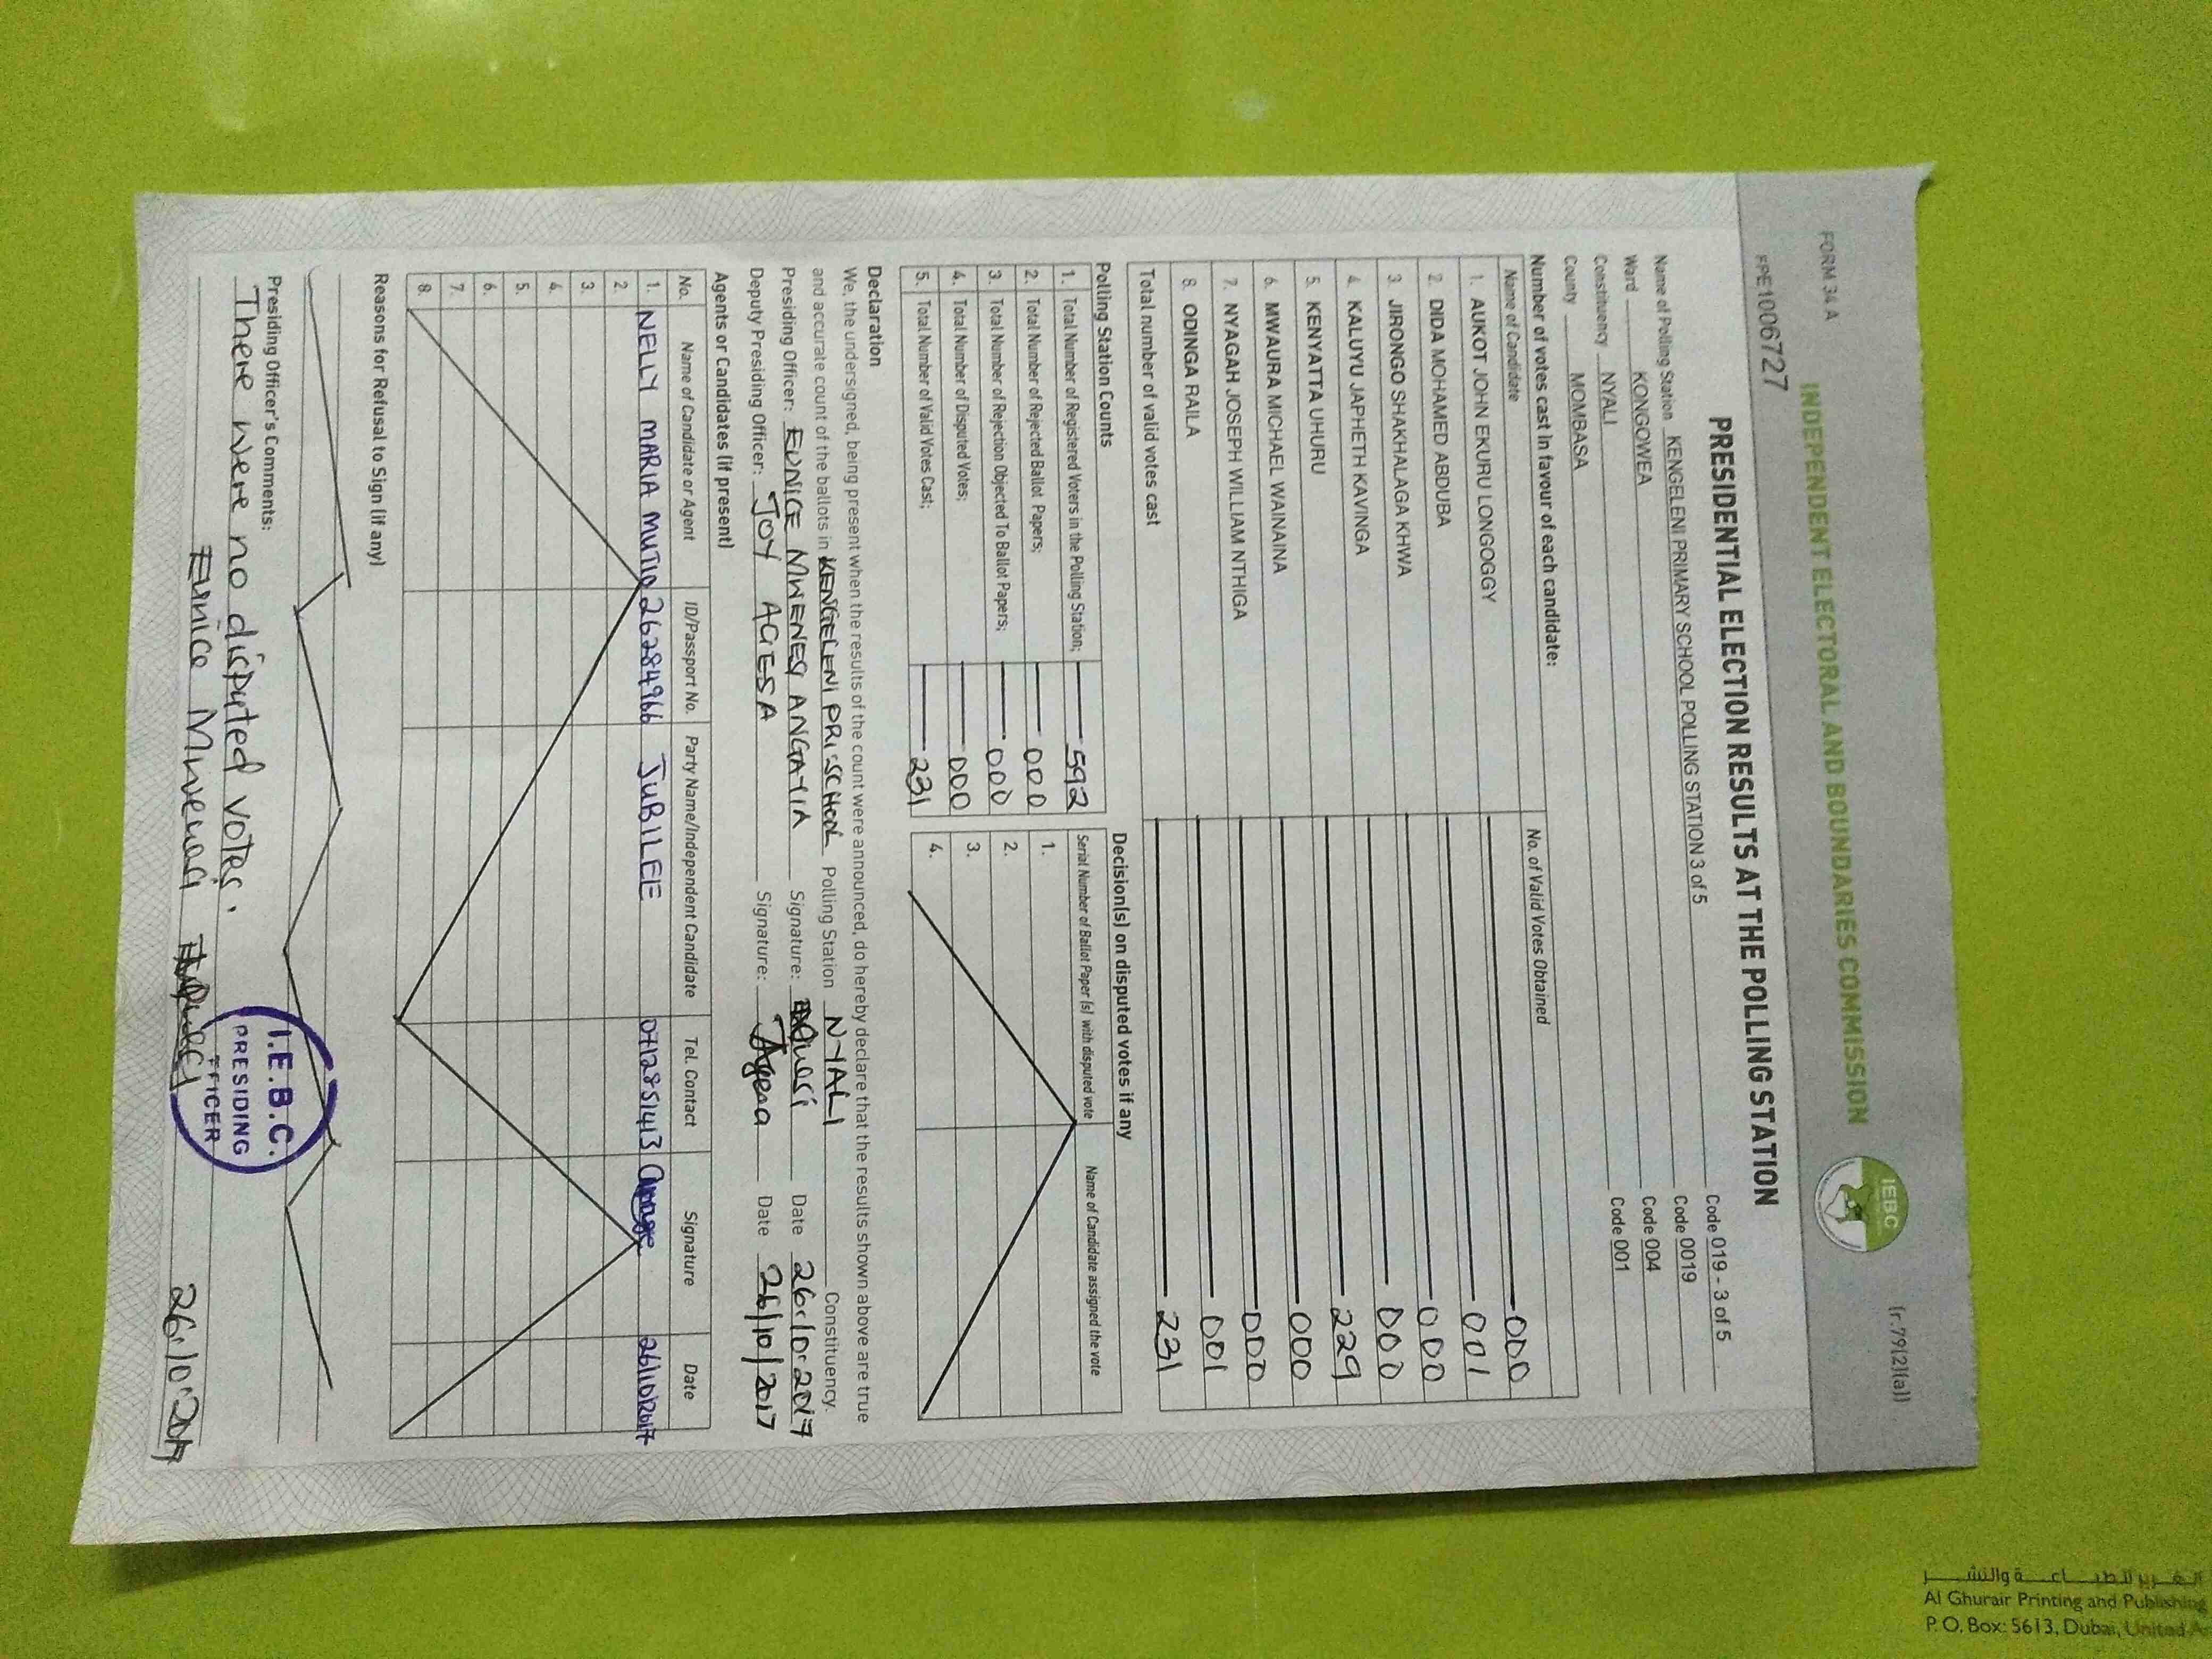 FORM 34 A
(r.79(2)(a))
INDEPENDENT ELECTORAL AND BOUNDARIES COMMISSION
IEBC
FPE1006727
PRESIDENTIAL ELECTION RESULTS AT THE POLLING STATION
Name of Polling Station KENGELENI PRIMARY SCHOOL POLLING STATION 3 of 5 Code 019 - 3 of 5
Ward KONGOWEA Code 0019
Constituency NYALI Code 004
County MOMBASA Code 001
Number of votes cast in favour of each candidate:
Name of Candidate No. of Valid Votes Obtained
1. AUKOT JOHN EKURU LONGOGGY 000
2. DIDA MOHAMED ABDUBA 001
3. JIRONGO SHAKHALAGA KHWA 000
4. KALUYU JAPHETH KAVINGA 000
5. KENYATTA UHURU 229
6. MWAURA MICHAEL WAINAINA 000
7. NYAGAH JOSEPH WILLIAM NTHIGA 000
8. ODINGA RAILA 001
Total number of valid votes cast 231
Polling Station Counts
1. Total Number of Registered Voters in the Polling Station; 592
2. Total Number of Rejected Ballot Papers; 000
3. Total Number of Rejection Objected To Ballot Papers; 000
4. Total Number of Disputed Votes; 000
5. Total Number of Valid Votes Cast; 231
Decision(s) on disputed votes if any
Serial Number of Ballot Paper (s) with disputed vote Name of Candidate assigned the vote
1.
2.
3.
4.
Declaration
We, the undersigned, being present when the results of the count were announced, do hereby declare that the results shown above are true
and accurate count of the ballots in KENGELENI PRI SCHOOL Polling Station NYALI Constituency.
Presiding Officer: EUNICE MWENESI ANGATIA Signature: Date 26.10.2017
Deputy Presiding Officer: JOY AGESA Signature: Agesa Date 26/10/2017
Agents or Candidates (if present)
No. Name of Candidate or Agent ID/Passport No. Party Name/Independent Candidate Tel. Contact Signature Date
1. NELLY MARIA MUTIO 26284966 JUBILEE 0712851413 26/10/2017
2.
3.
4.
5.
6.
7.
8.
Reasons for Refusal to Sign (if any)
Presiding Officer's Comments:
There were no disputed votes.
Eunice Mwenesi 26.10.2017
I.E.B.C.
PRESIDING
OFFICER
الغرير للطباعة والنشر
Al Ghurair Printing and Publishing
P. O. Box: 5613, Dubai, United